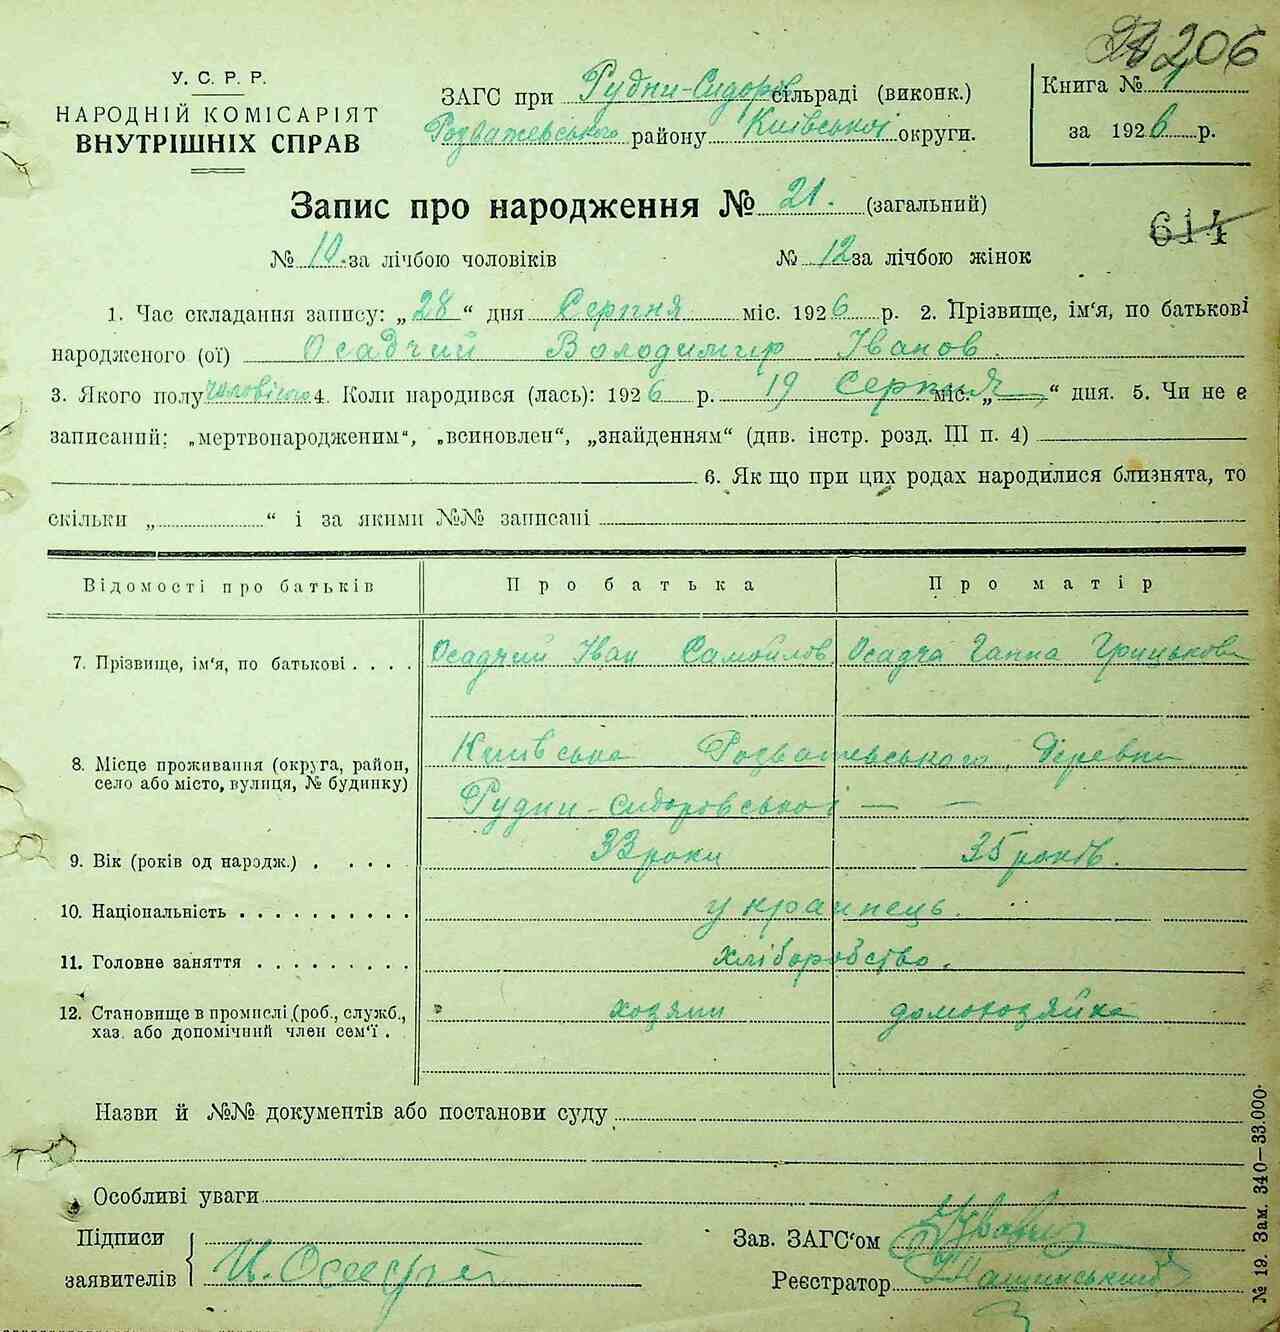 206
У. С. Р. Р.
НАРОДНІЙ КОМІСАРІЯТ
ВНУТРІШНІХ СПРАВ
ЗАГС при Рудни-Сидоров сільраді (виконк.)
Розважевського району Київської округи.
Книга № 1
за 1926 р.
Запис про народження № 21. (загальний)
614
№ 10 за лічбою чоловіків № 12 за лічбою жінок
1. Час складання запису: „28“ дня Серпня міс. 1926 р. 2. Прізвище, ім'я, по батькові
народженого (ої) Осадчий Володимир Іванов.
3. Якого полу чоловічого 4. Коли народився (лась): 1926 р. 19 Серпня міс. „ “ дня. 5. Чи не є
записаний: „мертвонародженим“, „всиновлен“, „знайденням“ (див. інстр. розд. III п. 4)
6. Як що при цих родах народилися близнята, то
скільки „ “ і за якими №№ записані
Відомості про батьків Про батька Про матір
7. Прізвище, ім'я, по батькові . . . . Осадчий Іван Самойлов Осадча Ганна Грицькова
8. Місце проживання (округа, район, Київська Розважевського, Діревни
село або місто, вулиця, № будинку) Рудни-Сидоровської — —
9. Вік (років од народж.) . . . . 33 роки 35 років.
10. Національність . . . . . . . . . . українець.
11. Головне заняття . . . . . . . . . хліборобство.
12. Становище в промислі (роб., служб., хозяин домохозяйка
хаз. або допомічний член сем'ї .
Назви й №№ документів або постанови суду
Особливі уваги
Підписи
заявителів И. Осадчий
Зав. ЗАГС'ом
Реєстратор
№ 19. Зам. 340—33.000.